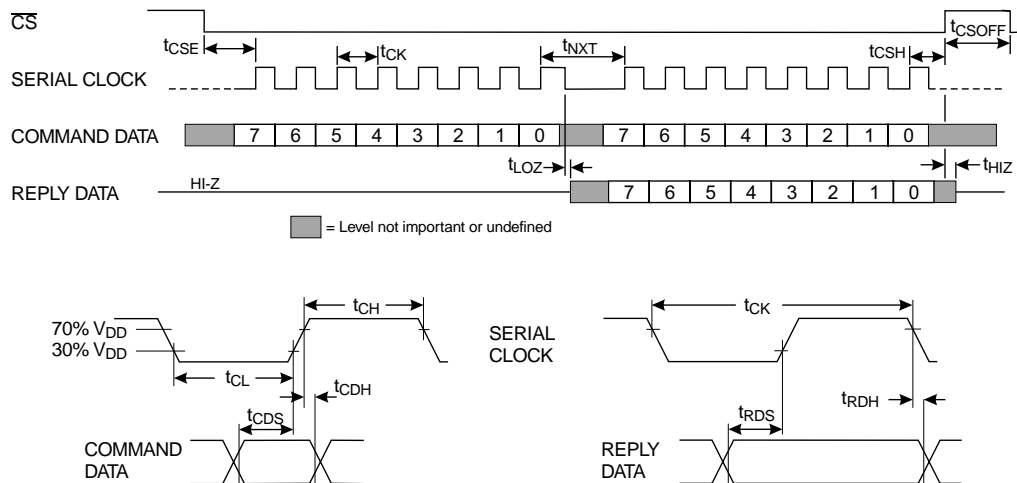 CS
tCSE
tCK
tNXT
tCSH
tCSOFF
SERIAL CLOCK
COMMAND DATA
7 6 5 4 3 2 1 0
7 6 5 4 3 2 1 0
tLOZ
tHIZ
REPLY DATA
HI-Z
7 6 5 4 3 2 1 0
= Level not important or undefined
70% VDD
30% VDD
tCH
tCL
tCDH
tCDS
COMMAND
DATA
SERIAL
CLOCK
tCK
tRDS
tRDH
REPLY
DATA